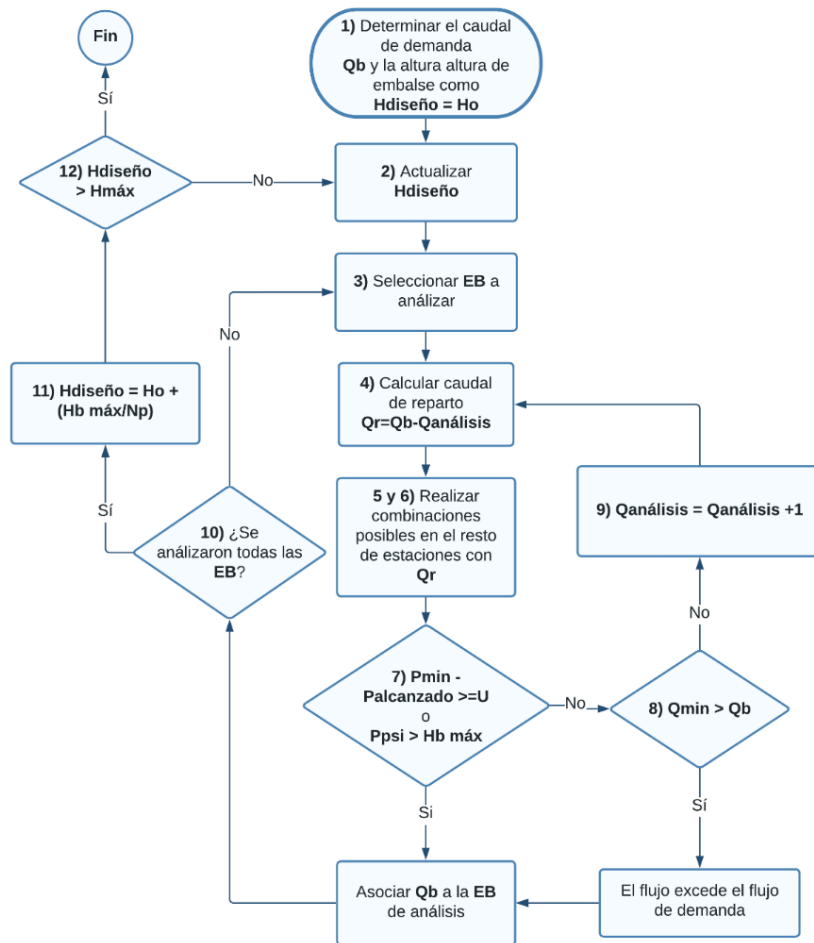 Fin
1) Determinar el caudal
de demanda
Qb y la altura altura de
embalse como
Hdiseño = Ho
Sí
12) Hdiseño
> Hmáx
No
2) Actualizar
Hdiseño
3) Seleccionar EB a
análizar
No
11) Hdiseño = Ho +
(Hb máx/Np)
4) Calcular caudal
de reparto
Qr=Qb-Qanálisis
Sí
10) ¿Se
análizaron todas las
EB?
5 y 6) Realizar
combinaciones
posibles en el resto
de estaciones con
Qr
9) Qanálisis = Qanálisis +1
No
7) Pmin -
Palcanzado >=U
o
Ppsi > Hb máx
No
8) Qmin > Qb
Si
Sí
Asociar Qb a la EB
de análisis
El flujo excede el flujo
de demanda